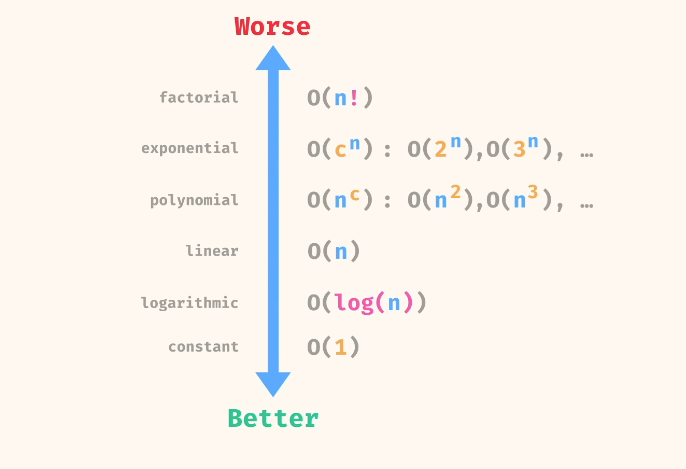 Worse
factorial O(n!)
exponential O(cⁿ): O(2ⁿ),O(3ⁿ), …
polynomial O(nᶜ): O(n²),O(n³), …
linear O(n)
logarithmic O(log(n))
constant O(1)
Better